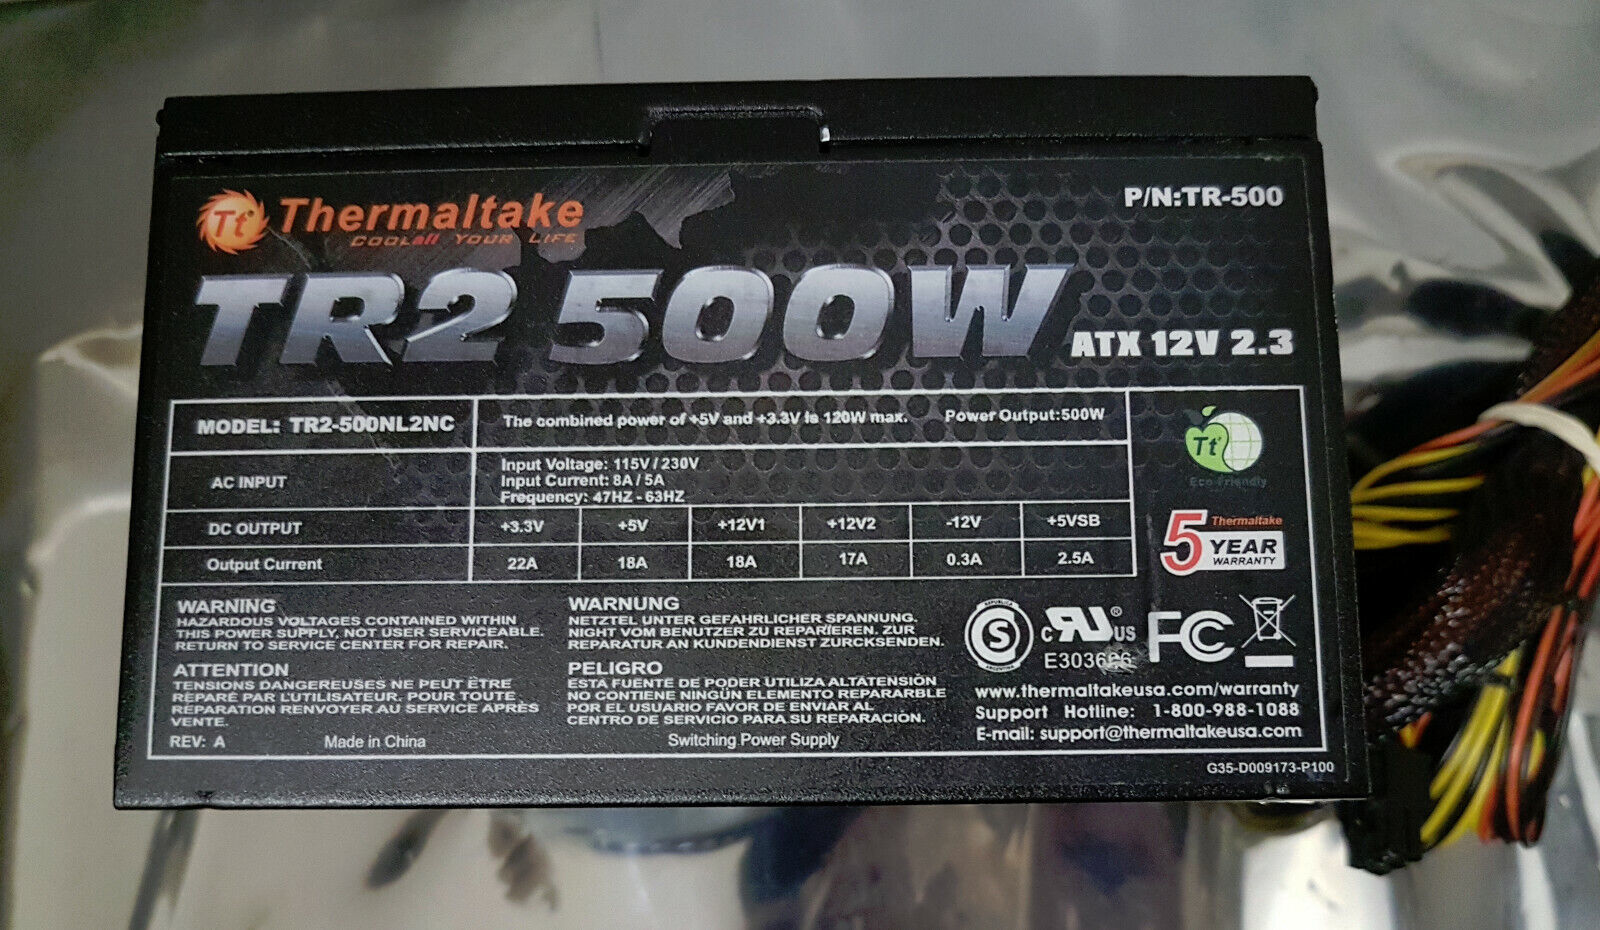 P/N:TR-500
Tt Thermaltake
COOLall YOUR LIFE
TR2 500W
ATX 12V 2.3
MODEL: TR2-500NL2NC
The combined power of +5V and +3.3V is 120W max. Power Output:500W
AC INPUT
Input Voltage: 115V / 230V
Input Current: 8A / 5A
Frequency: 47HZ - 63HZ
DC OUTPUT +3.3V +5V +12V1 +12V2 -12V +5VSB
Output Current 22A 18A 18A 17A 0.3A 2.5A
Tt
Eco Friendly
Thermaltake
5 YEAR
WARRANTY
WARNING
HAZARDOUS VOLTAGES CONTAINED WITHIN
THIS POWER SUPPLY, NOT USER SERVICEABLE.
RETURN TO SERVICE CENTER FOR REPAIR.
ATTENTION
TENSIONS DANGEREUSES NE PEUT ÈTRE
RÉPARÉ PAR L'UTILISATEUR. POUR TOUTE
RÉPARATION RENVOYER AU SERVICE APRÈS
VENTE.
WARNUNG
NETZTEL UNTER GEFAHRLICHER SPANNUNG.
NIGHT VOM BENUTZER ZU REPARIEREN. ZUR
REPARATUR AN KUNDENDIENST ZURCKSENDEN.
PELIGRO
ESTA FUENTE DE PODER UTILIZA ALTATENSIÓN
NO CONTIENE NINGÚN ELEMENTO REPARARBLE
POR EL USUARIO FAVOR DE ENVIAR AL
CENTRO DE SERVICIO PARA SU REPARACIÓN.
REPUBLICA
S
ARGENTINA
c RU ® US
FC
www.thermaltakeusa.com/warranty
Support Hotline: 1-800-988-1088
E-mail: support@thermaltakeusa.com
REV: A Made in China Switching Power Supply
G35-D009173-P100